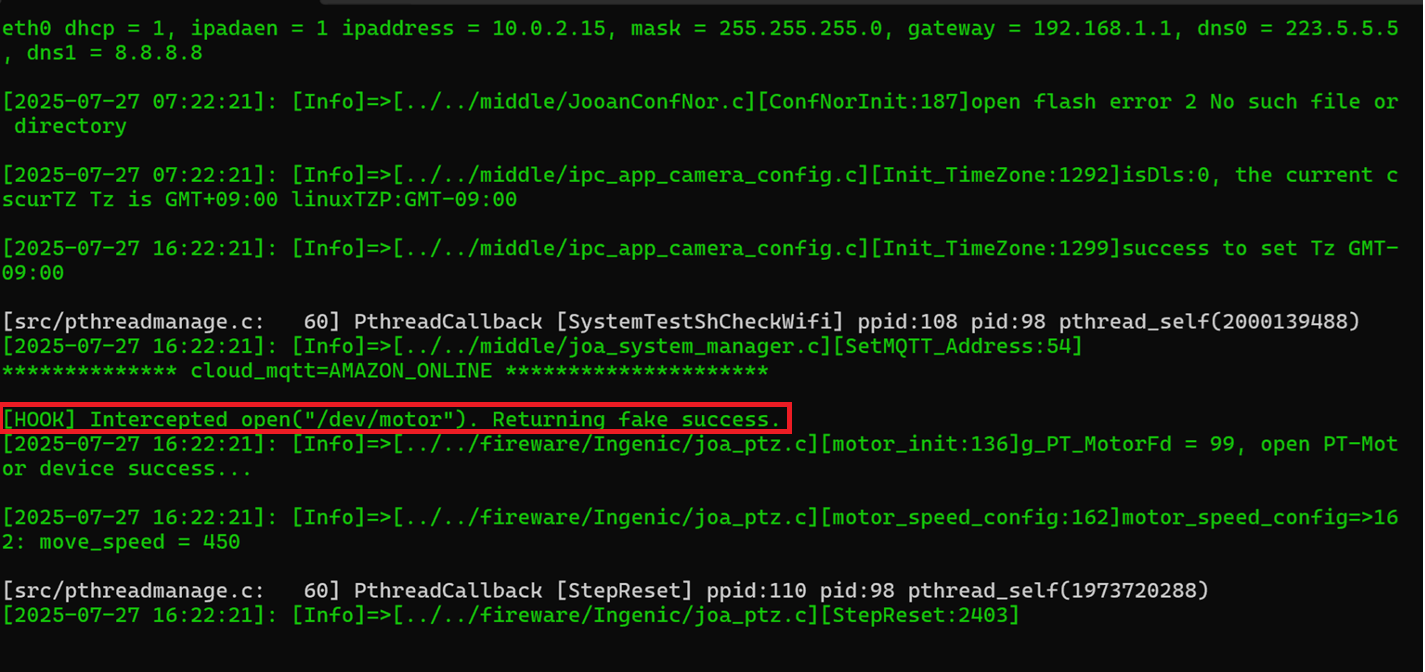 eth0 dhcp = 1, ipadaen = 1 ipaddress = 10.0.2.15, mask = 255.255.255.0, gateway = 192.168.1.1, dns0 = 223.5.5.5
, dns1 = 8.8.8.8
[2025-07-27 07:22:21]: [Info]=>[../../middle/JooanConfNor.c][ConfNorInit:187]open flash error 2 No such file or
 directory
[2025-07-27 07:22:21]: [Info]=>[../../middle/ipc_app_camera_config.c][Init_TimeZone:1292]isDls:0, the current c
scurTZ Tz is GMT+09:00 linuxTZP:GMT-09:00
[2025-07-27 16:22:21]: [Info]=>[../../middle/ipc_app_camera_config.c][Init_TimeZone:1299]success to set Tz GMT-
09:00
[src/pthreadmanage.c:   60] PthreadCallback [SystemTestShCheckWifi] ppid:108 pid:98 pthread_self(2000139488)
[2025-07-27 16:22:21]: [Info]=>[../../middle/joa_system_manager.c][SetMQTT_Address:54]
************** cloud_mqtt=AMAZON_ONLINE *********************
[HOOK] Intercepted open("/dev/motor"). Returning fake success.
[2025-07-27 16:22:21]: [Info]=>[../../fireware/Ingenic/joa_ptz.c][motor_init:136]g_PT_MotorFd = 99, open PT-Mot
or device success...
[2025-07-27 16:22:21]: [Info]=>[../../fireware/Ingenic/joa_ptz.c][motor_speed_config:162]motor_speed_config=>16
2: move_speed = 450
[src/pthreadmanage.c:   60] PthreadCallback [StepReset] ppid:110 pid:98 pthread_self(1973720288)
[2025-07-27 16:22:21]: [Info]=>[../../fireware/Ingenic/joa_ptz.c][StepReset:2403]